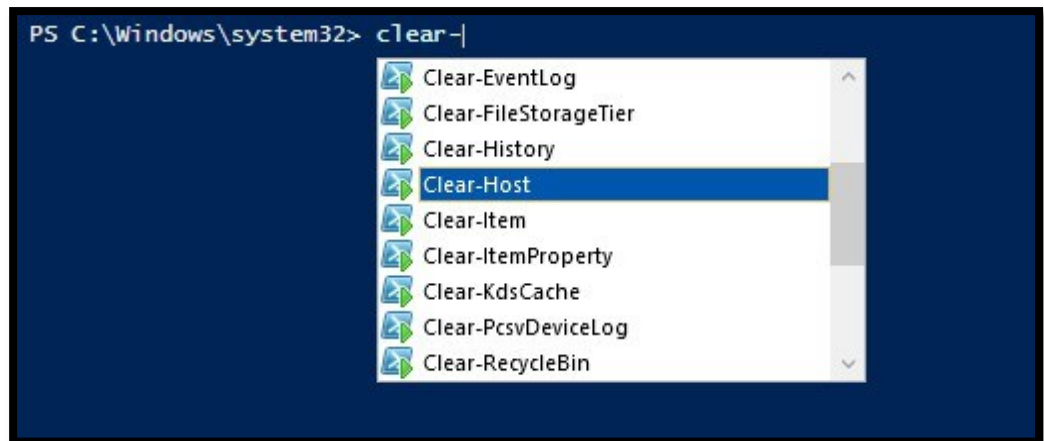 PS C:\Windows\system32> clear-
Clear-EventLog
Clear-FileStorageTier
Clear-History
Clear-Host
Clear-Item
Clear-ItemProperty
Clear-KdsCache
Clear-PcsvDeviceLog
Clear-RecycleBin